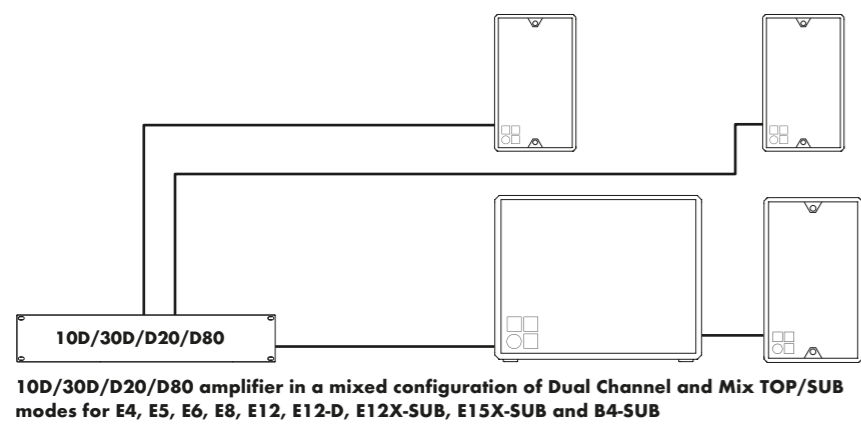 10D/30D/D20/D80
10D/30D/D20/D80 amplifier in a mixed configuration of Dual Channel and Mix TOP/SUB
modes for E4, E5, E6, E8, E12, E12-D, E12X-SUB, E15X-SUB and B4-SUB